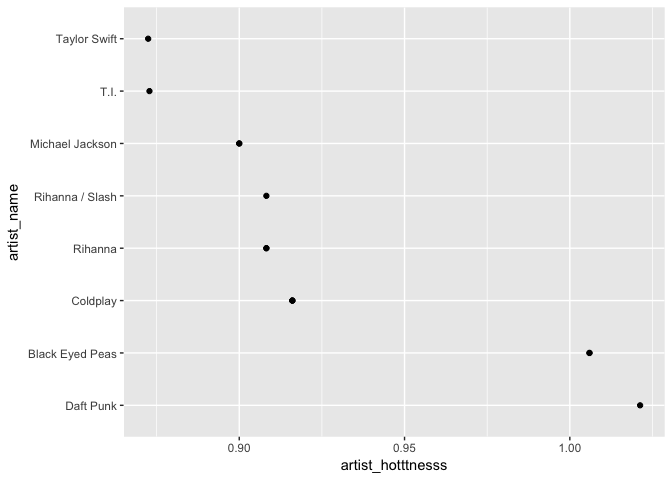 Taylor Swift
T.I.
Michael Jackson
Rihanna / Slash
Rihanna
Coldplay
Black Eyed Peas
Daft Punk
artist_name
0.90
0.95
1.00
artist_hotttnesss